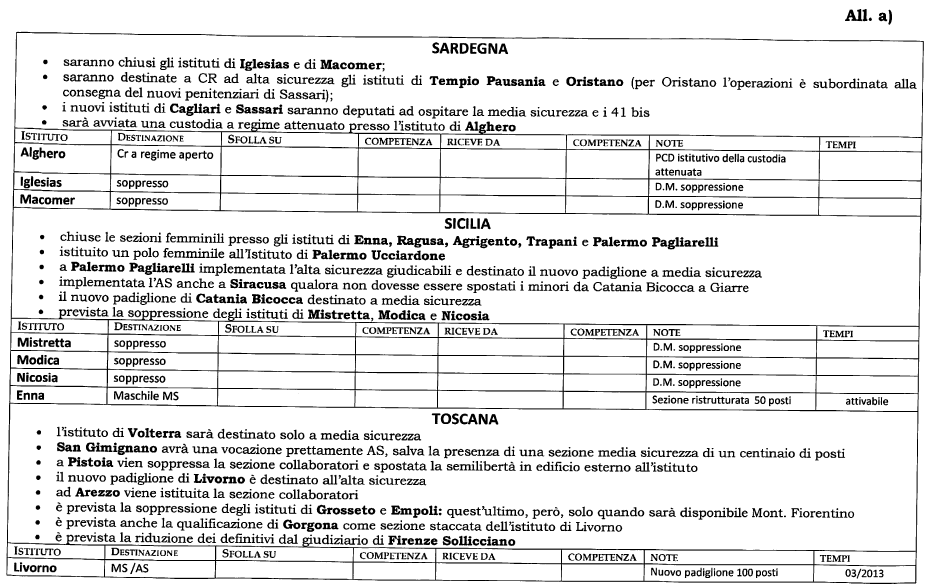 All. a)
SARDEGNA
• saranno chiusi gli istituti di Iglesias e di Macomer;
• saranno destinate a CR ad alta sicurezza gli istituti di Tempio Pausania e Oristano (per Oristano l'operazioni è subordinata alla
consegna del nuovi penitenziari di Sassari);
• i nuovi istituti di Cagliari e Sassari saranno deputati ad ospitare la media sicurezza e i 41 bis
• sarà avviata una custodia a regime attenuato presso l'istituto di Alghero
ISTITUTO DESTINAZIONE SFOLLA SU COMPETENZA RICEVE DA COMPETENZA NOTE TEMPI
Alghero Cr a regime aperto PCD istitutivo della custodia
attenuata
Iglesias soppresso D.M. soppressione
Macomer soppresso D.M. soppressione
SICILIA
• chiuse le sezioni femminili presso gli istituti di Enna, Ragusa, Agrigento, Trapani e Palermo Pagliarelli
• istituito un polo femminile all'Istituto di Palermo Ucciardone
• a Palermo Pagliarelli implementata l'alta sicurezza giudicabili e destinato il nuovo padiglione a media sicurezza
• implementata l'AS anche a Siracusa qualora non dovesse essere spostati i minori da Catania Bicocca a Giarre
• il nuovo padiglione di Catania Bicocca destinato a media sicurezza
• prevista la soppressione degli istituti di Mistretta, Modica e Nicosia
ISTITUTO DESTINAZIONE SFOLLA SU COMPETENZA RICEVE DA COMPETENZA NOTE TEMPI
Mistretta soppresso D.M. soppressione
Modica soppresso D.M. soppressione
Nicosia soppresso D.M. soppressione
Enna Maschile MS Sezione ristrutturata 50 posti attivabile
TOSCANA
• l'istituto di Volterra sarà destinato solo a media sicurezza
• San Gimignano avrà una vocazione prettamente AS, salva la presenza di una sezione media sicurezza di un centinaio di posti
• a Pistoia vien soppressa la sezione collaboratori e spostata la semilibertà in edificio esterno all'istituto
• il nuovo padiglione di Livorno è destinato all'alta sicurezza
• ad Arezzo viene istituita la sezione collaboratori
• è prevista la soppressione degli istituti di Grosseto e Empoli: quest'ultimo, però, solo quando sarà disponibile Mont. Fiorentino
• è prevista anche la qualificazione di Gorgona come sezione staccata dell'istituto di Livorno
• è prevista la riduzione dei definitivi dal giudiziario di Firenze Sollicciano
ISTITUTO DESTINAZIONE SFOLLA SU COMPETENZA RICEVE DA COMPETENZA NOTE TEMPI
Livorno MS /AS Nuovo padiglione 100 posti 03/2013